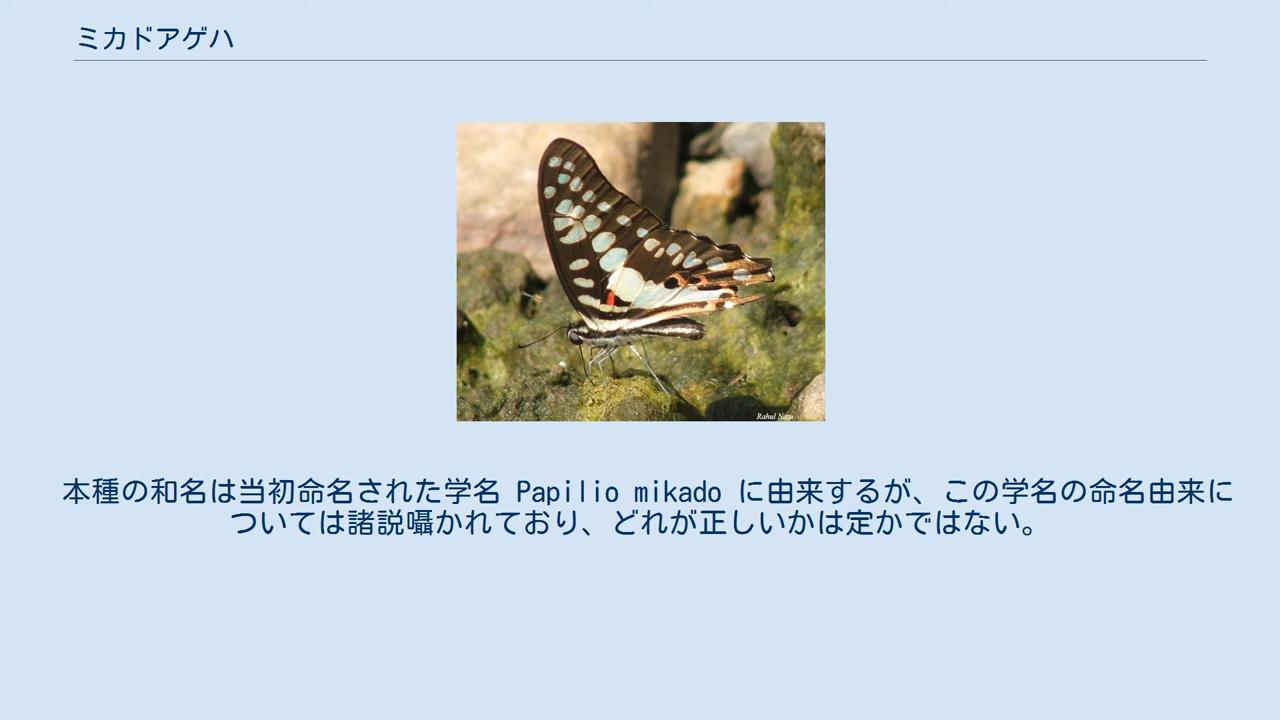 ミカドアゲハ
Rahul Natu
本種の和名は当初命名された学名 Papilio mikado に由来するが、この学名の命名由来に
ついては諸説囁かれており、どれが正しいかは定かではない。